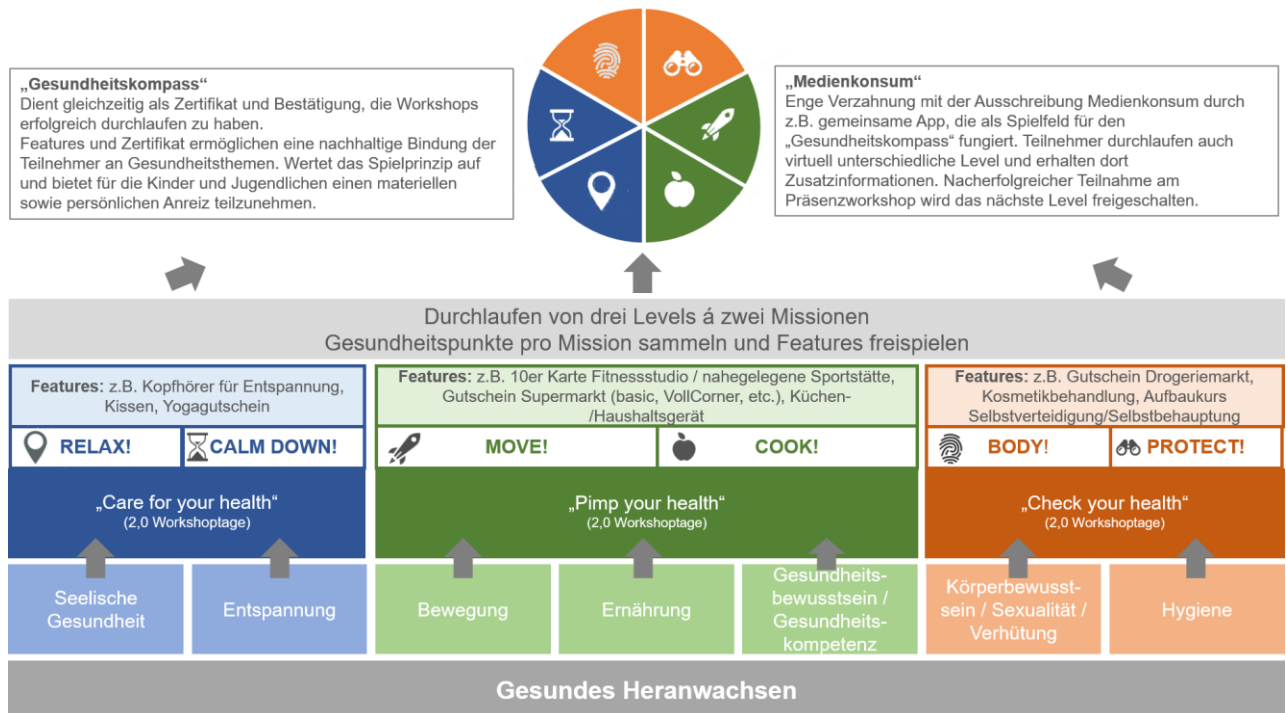 „Gesundheitskompass“
Dient gleichzeitig als Zertifikat und Bestätigung, die Workshops
erfolgreich durchlaufen zu haben.
Features und Zertifikat ermöglichen eine nachhaltige Bindung der
Teilnehmer an Gesundheitsthemen. Wertet das Spielprinzip auf
und bietet für die Kinder und Jugendlichen einen materiellen
sowie persönlichen Anreiz teilzunehmen.
„Medienkonsum“
Enge Verzahnung mit der Ausschreibung Medienkonsum durch
z.B. gemeinsame App, die als Spielfeld für den
„Gesundheitskompass“ fungiert. Teilnehmer durchlaufen auch
virtuell unterschiedliche Level und erhalten dort
Zusatzinformationen. Nacherfolgreicher Teilnahme am
Präsenzworkshop wird das nächste Level freigeschalten.
Durchlaufen von drei Levels á zwei Missionen
Gesundheitspunkte pro Mission sammeln und Features freispielen
Features: z.B. Kopfhörer für Entspannung,
Kissen, Yogagutschein
RELAX!
CALM DOWN!
„Care for your health“
(2,0 Workshoptage)
Seelische
Gesundheit
Entspannung
Features: z.B. 10er Karte Fitnessstudio / nahegelegene Sportstätte,
Gutschein Supermarkt (basic, VollCorner, etc.), Küchen-
/Haushaltsgerät
MOVE!
COOK!
„Pimp your health“
(2,0 Workshoptage)
Bewegung
Ernährung
Gesundheits-
bewusstsein /
Gesundheits-
kompetenz
Features: z.B. Gutschein Drogeriemarkt,
Kosmetikbehandlung, Aufbaukurs
Selbstverteidigung/Selbstbehauptung
BODY!
PROTECT!
„Check your health“
(2,0 Workshoptage)
Körperbewusst-
sein / Sexualität /
Verhütung
Hygiene
Gesundes Heranwachsen